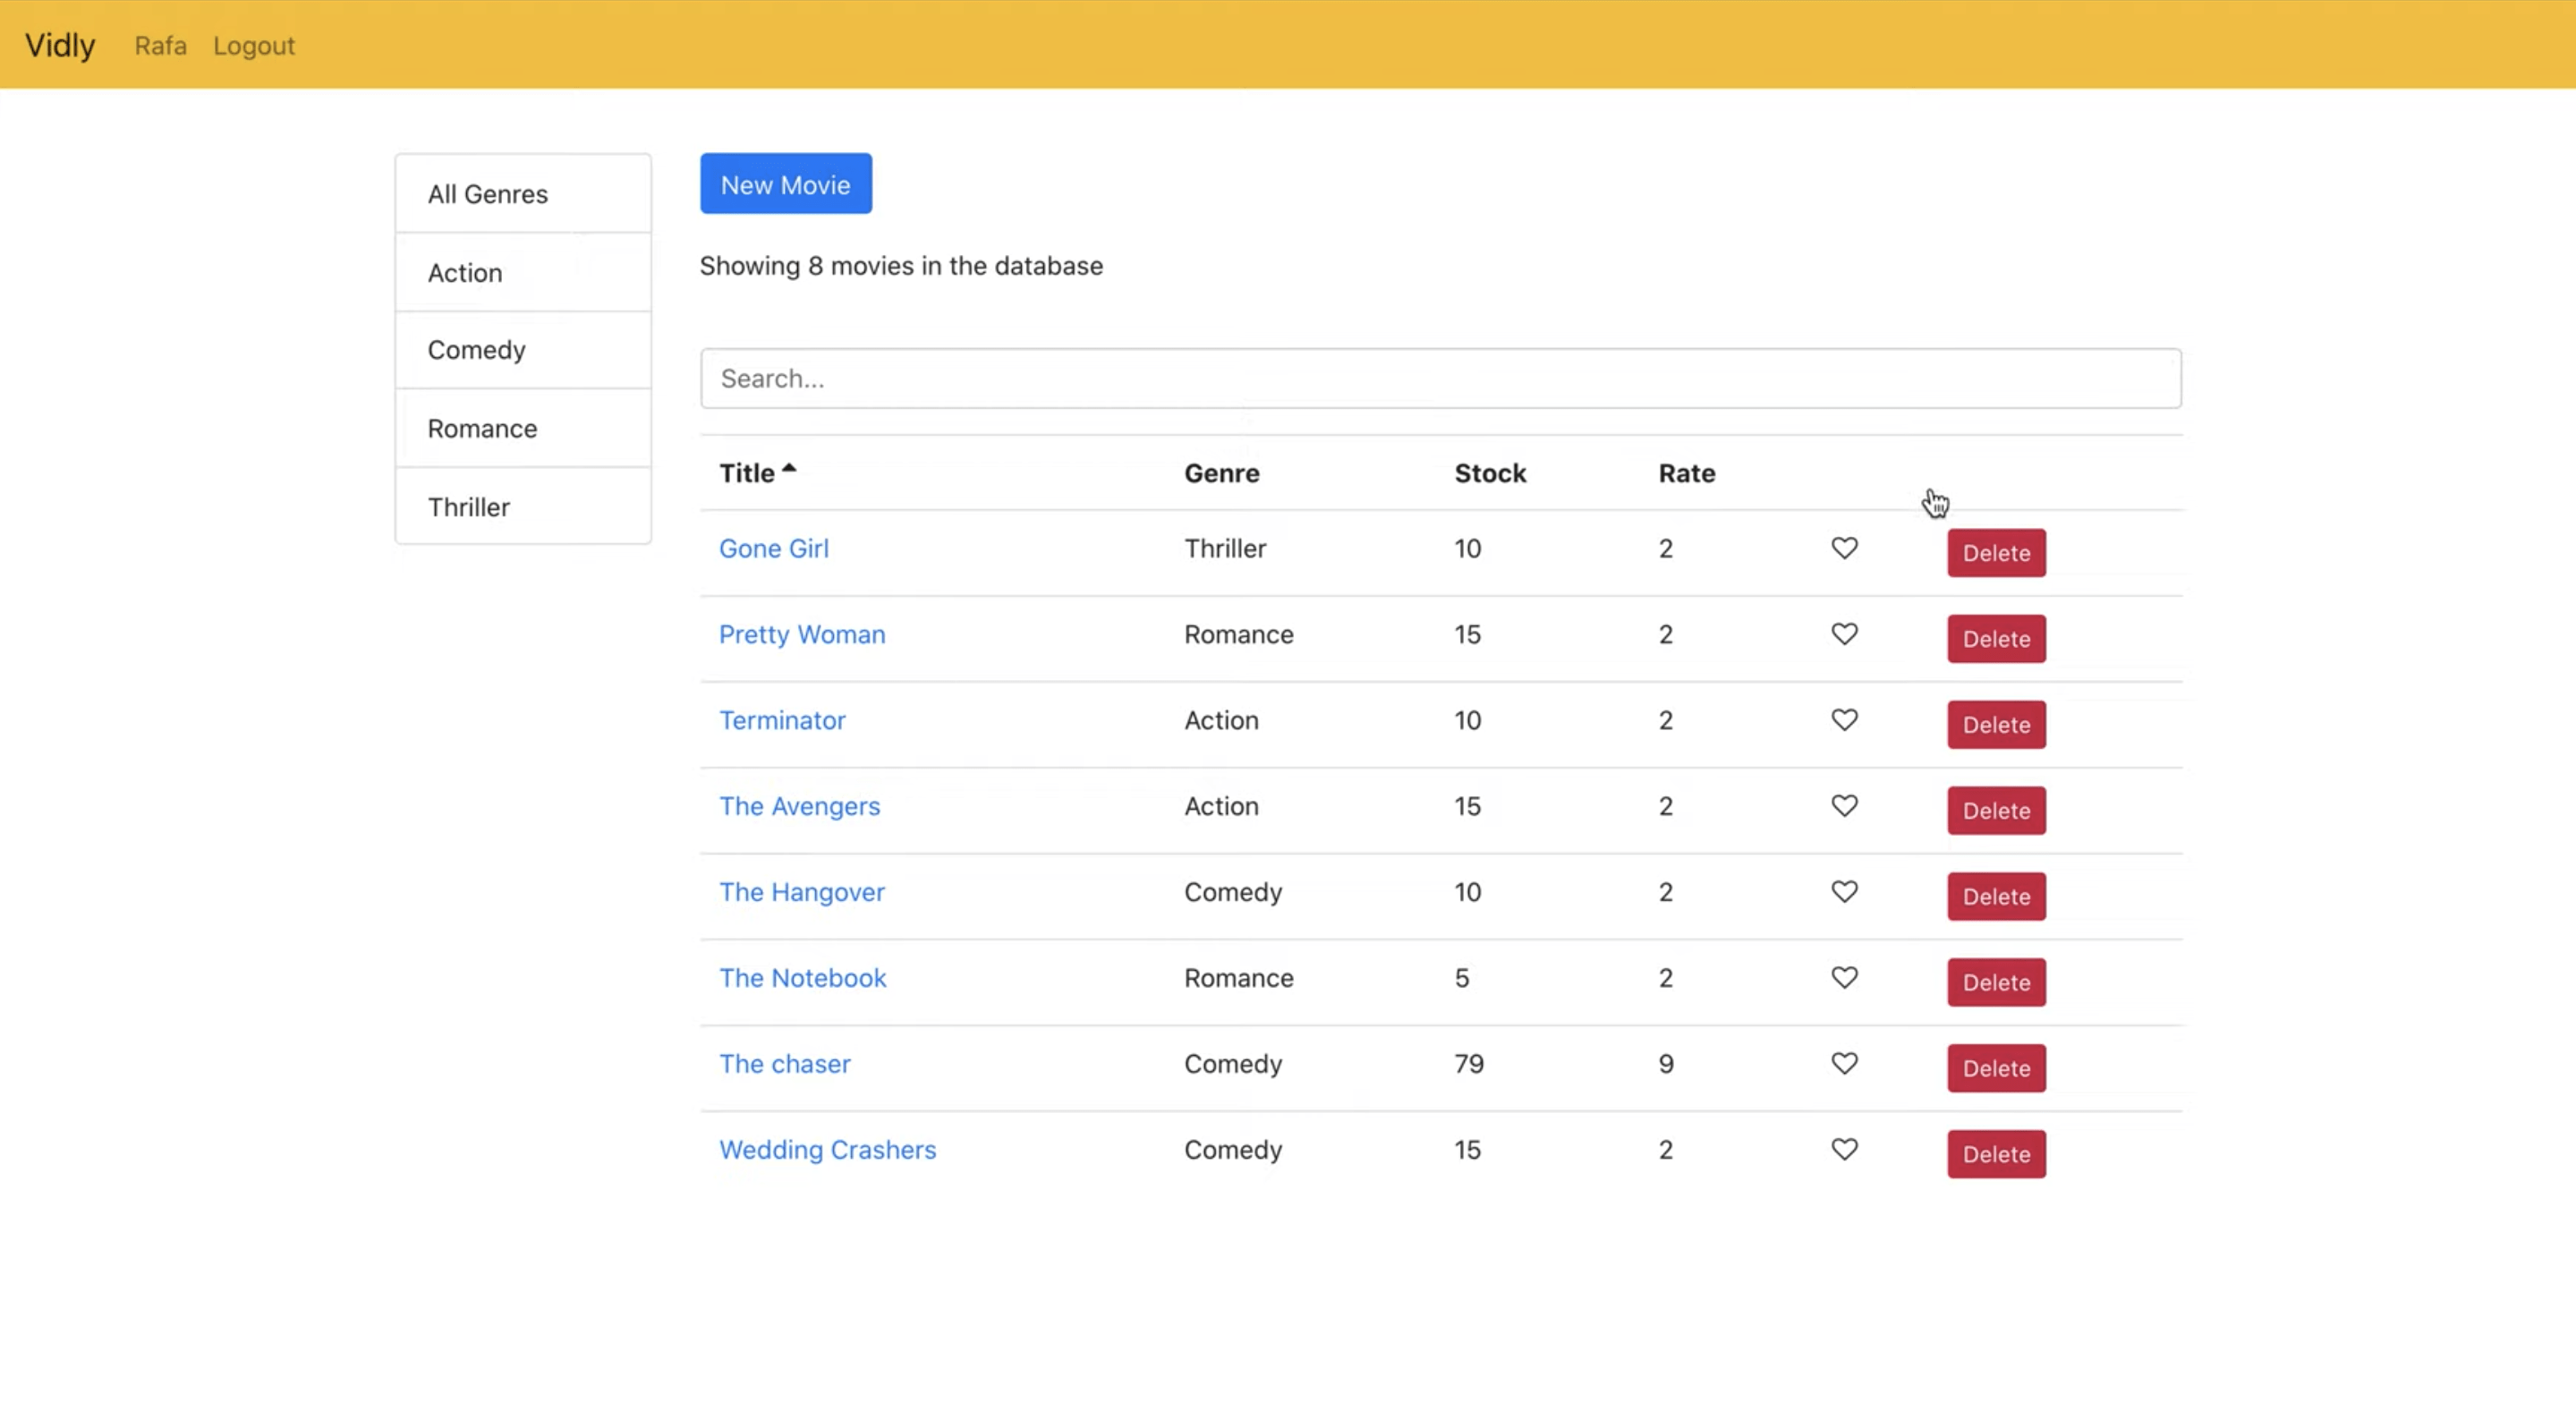 Vidly Rafa Logout
All Genres
Action
Comedy
Romance
Thriller
New Movie
Showing 8 movies in the database
Search...
Title Genre Stock Rate
Gone Girl Thriller 10 2 Delete
Pretty Woman Romance 15 2 Delete
Terminator Action 10 2 Delete
The Avengers Action 15 2 Delete
The Hangover Comedy 10 2 Delete
The Notebook Romance 5 2 Delete
The chaser Comedy 79 9 Delete
Wedding Crashers Comedy 15 2 Delete